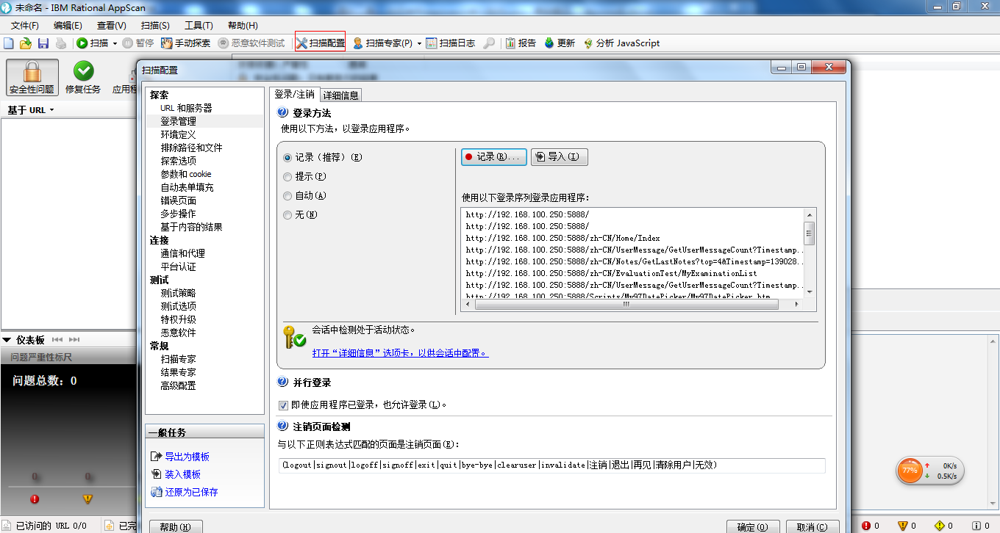 未命名 - IBM Rational AppScan
文件(F) 编辑(E) 查看(V) 扫描(S) 工具(T) 帮助(H)
扫描 暂停 手动探索 恶意软件测试 扫描配置 扫描专家(P) 扫描日志 报告 更新 分析 JavaScript
安全性问题 修复任务 应用程
基于 URL
仪表板
问题严重性标尺
问题总数：0
0 0
已访问的 URL 0/0 已完
扫描配置
探索
URL 和服务器
登录管理
环境定义
排除路径和文件
探索选项
参数和 cookie
自动表单填充
错误页面
多步操作
基于内容的结果
连接
通信和代理
平台认证
测试
测试策略
测试选项
特权升级
恶意软件
常规
扫描专家
结果专家
高级配置
一般任务
导出为模板
装入模板
还原为已保存
登录/注销 详细信息
登录方法
使用以下方法，以登录应用程序。
记录（推荐）(E)
提示(P)
自动(A)
无(N)
记录(R)... 导入(I)
使用以下登录序列登录应用程序：
http://192.168.100.250:5888/
http://192.168.100.250:5888/
http://192.168.100.250:5888/zh-CN/Home/Index
http://192.168.100.250:5888/zh-CN/UserMessage/GetUserMessageCount?Timestamp..
http://192.168.100.250:5888/zh-CN/Notes/GetLastNotes?top=4&Timestamp=139028..
http://192.168.100.250:5888/zh-CN/EvaluationTest/MyExaminationList
http://192.168.100.250:5888/zh-CN/UserMessage/GetUserMessageCount?Timestamp..
http://192.168.100.250:5888/Scripts/My97DatePicker/My97DatePicker.htm
会话中检测处于活动状态。
打开“详细信息”选项卡，以供会话中配置。
并行登录
即使应用程序已登录，也允许登录(L)。
注销页面检测
与以下正则表达式匹配的页面是注销页面(E)：
(logout|signout|logoff|signoff|exit|quit|bye-bye|clearuser|invalidate|注销|退出|再见|清除用户|无效)
帮助(H) 确定(O) 取消(C)
77% 0K/s
0.5K/s
0 0 0 0